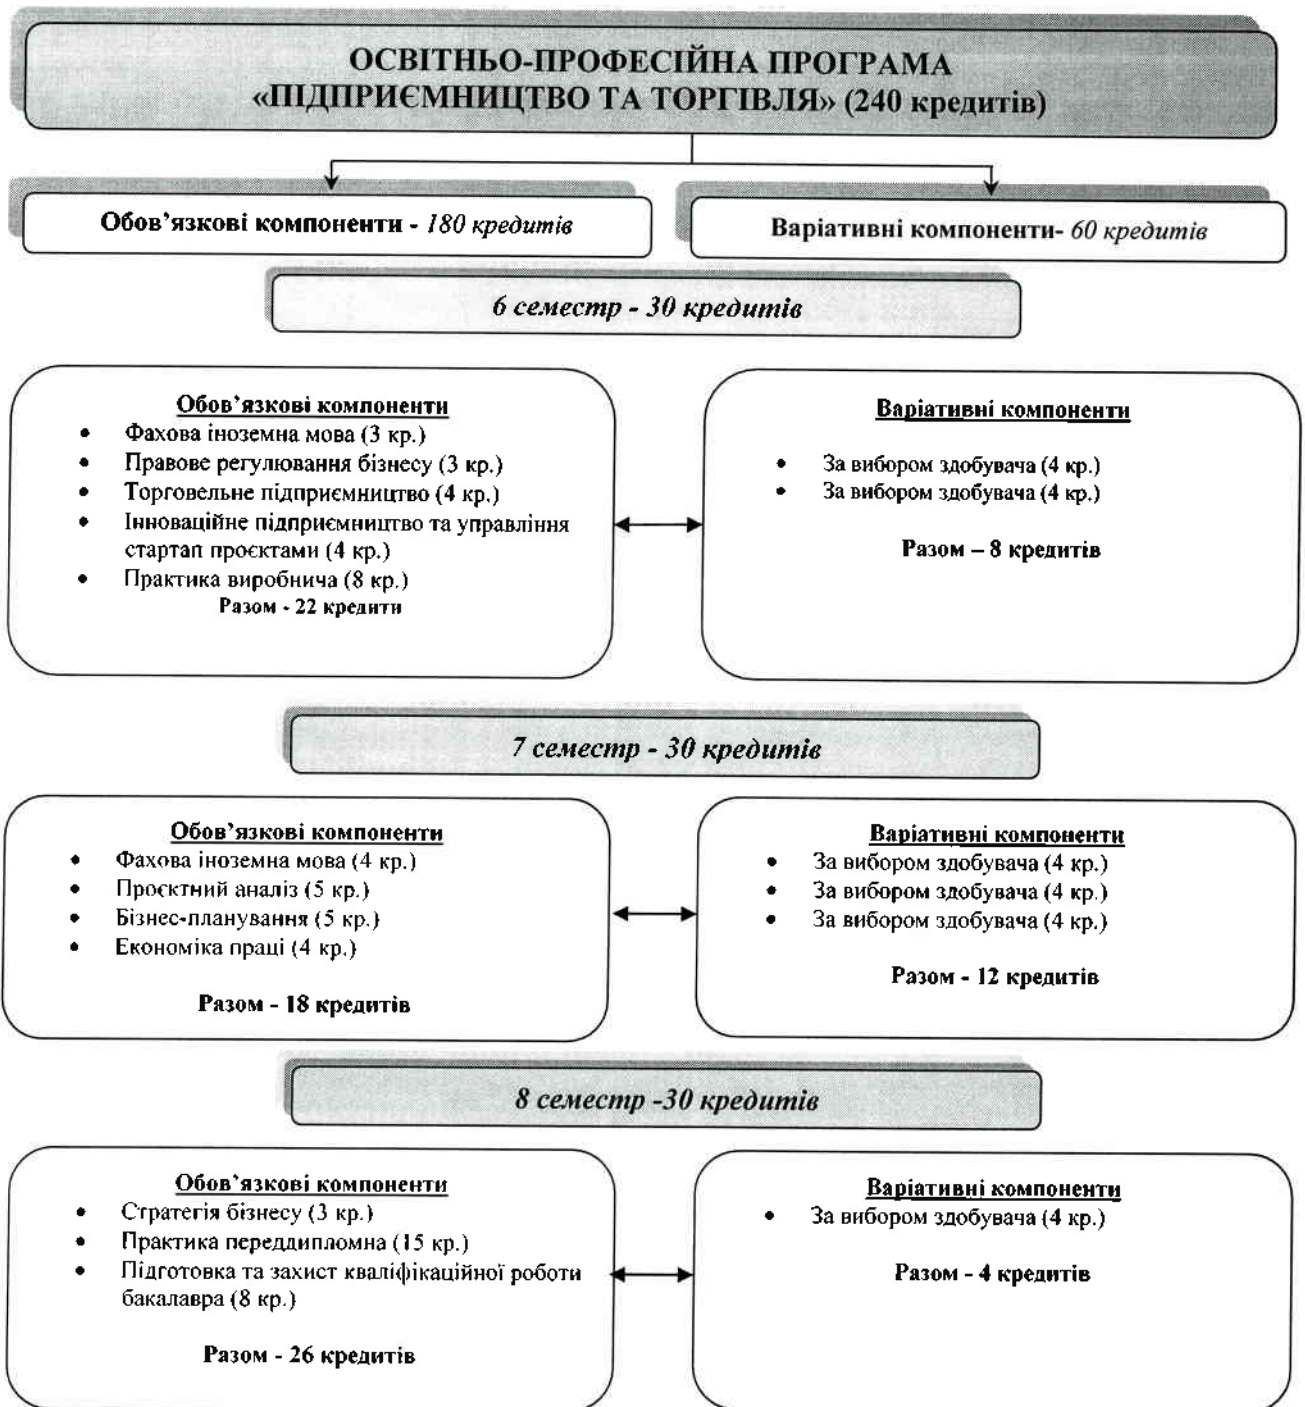 ОСВІТНЬО-ПРОФЕСІЙНА ПРОГРАМА
«ПІДПРИЄМНИЦТВО ТА ТОРГІВЛЯ» (240 кредитів)
Обов’язкові компоненти - 180 кредитів
Варіативні компоненти- 60 кредитів
6 семестр - 30 кредитів
Обов’язкові компоненти
• Фахова іноземна мова (3 кр.)
• Правове регулювання бізнесу (3 кр.)
• Торговельне підприємництво (4 кр.)
• Інноваційне підприємництво та управління
стартап проєктами (4 кр.)
• Практика виробнича (8 кр.)
Разом - 22 кредити
Варіативні компоненти
• За вибором здобувача (4 кр.)
• За вибором здобувача (4 кр.)
Разом – 8 кредитів
7 семестр - 30 кредитів
Обов’язкові компоненти
• Фахова іноземна мова (4 кр.)
• Проєктний аналіз (5 кр.)
• Бізнес-планування (5 кр.)
• Економіка праці (4 кр.)
Разом - 18 кредитів
Варіативні компоненти
• За вибором здобувача (4 кр.)
• За вибором здобувача (4 кр.)
• За вибором здобувача (4 кр.)
Разом - 12 кредитів
8 семестр -30 кредитів
Обов’язкові компоненти
• Стратегія бізнесу (3 кр.)
• Практика переддипломна (15 кр.)
• Підготовка та захист кваліфікаційної роботи
бакалавра (8 кр.)
Разом - 26 кредитів
Варіативні компоненти
• За вибором здобувача (4 кр.)
Разом - 4 кредитів